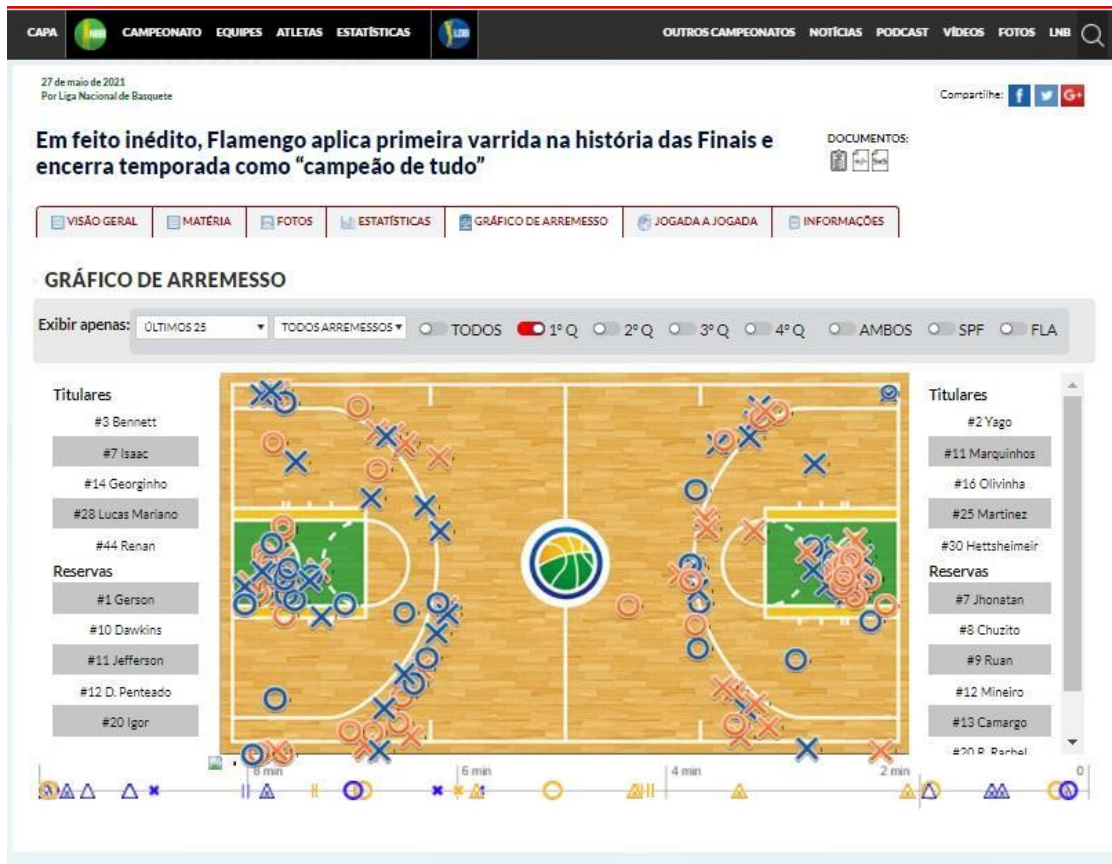 CAPA CAMPEONATO EQUIPES ATLETAS ESTATÍSTICAS LDB OUTROS CAMPEONATOS NOTÍCIAS PODCAST VÍDEOS FOTOS LNB
27 de maio de 2021
Por Liga Nacional de Basquete
Compartilhe: f G+
Em feito inédito, Flamengo aplica primeira varrida na história das Finais e
encerra temporada como “campeão de tudo”
DOCUMENTOS:
+/- 5x5
VISÃO GERAL MATÉRIA FOTOS ESTATÍSTICAS GRÁFICO DE ARREMESSO JOGADA A JOGADA INFORMAÇÕES
GRÁFICO DE ARREMESSO
Exibir apenas: ÚLTIMOS 25 TODOS ARREMESSOS TODOS 1º Q 2º Q 3º Q 4º Q AMBOS SPF FLA
Titulares
#3 Bennett
#7 Isaac
#14 Georginho
#28 Lucas Mariano
#44 Renan
Reservas
#1 Gerson
#10 Dawkins
#11 Jefferson
#12 D. Penteado
#20 Igor
Titulares
#2 Yago
#11 Marquinhos
#16 Olivinha
#25 Martinez
#30 Hettsheimeir
Reservas
#7 Jhonatan
#8 Chuzito
#9 Ruan
#12 Mineiro
#13 Camargo
#20 R. Rachel
8 min 6 min 4 min 2 min 0